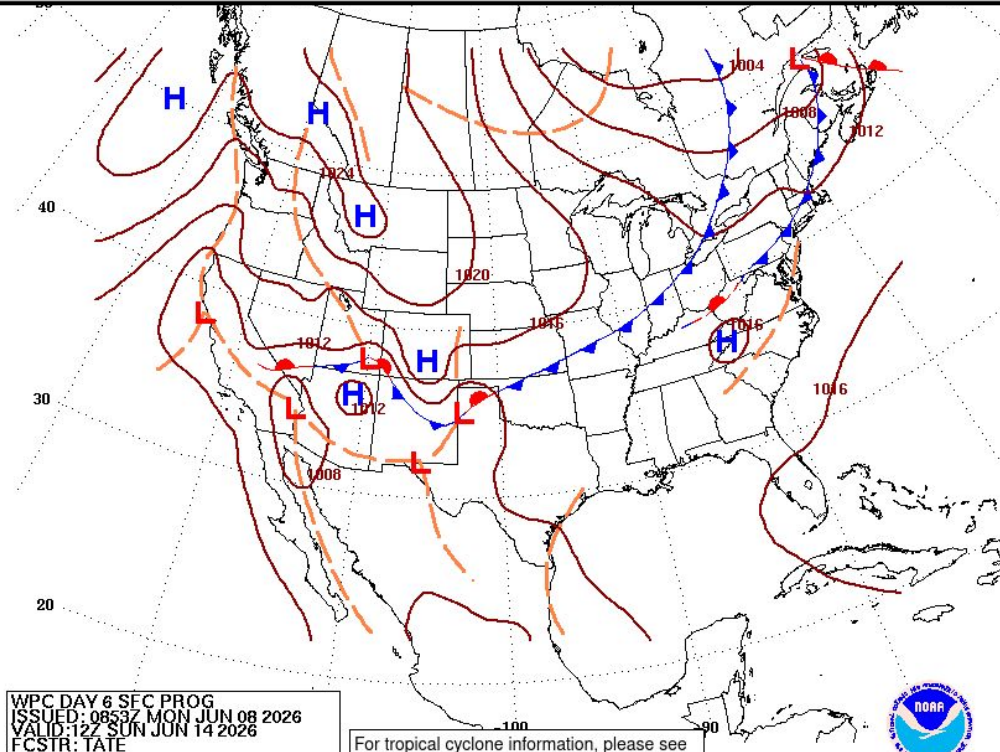 1004
L
H
1008
H
1012
1024
40
H
1020
L
1016
1016
H
1012
L
H
H
1016
30
L
1012
L
L
1008
20
-100
-90
WPC DAY 6 SFC PROG
ISSUED: 0853Z MON JUN 08 2026
VALID:12Z SUN JUN 14 2026
FCSTR: TATE
For tropical cyclone information, please see
NOAA